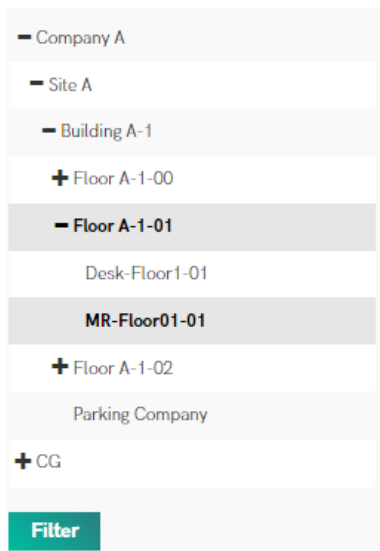 Company A
Site A
Building A-1
Floor A-1-00
Floor A-1-01
Desk-Floor1-01
MR-Floor01-01
Floor A-1-02
Parking Company
CG
Filter